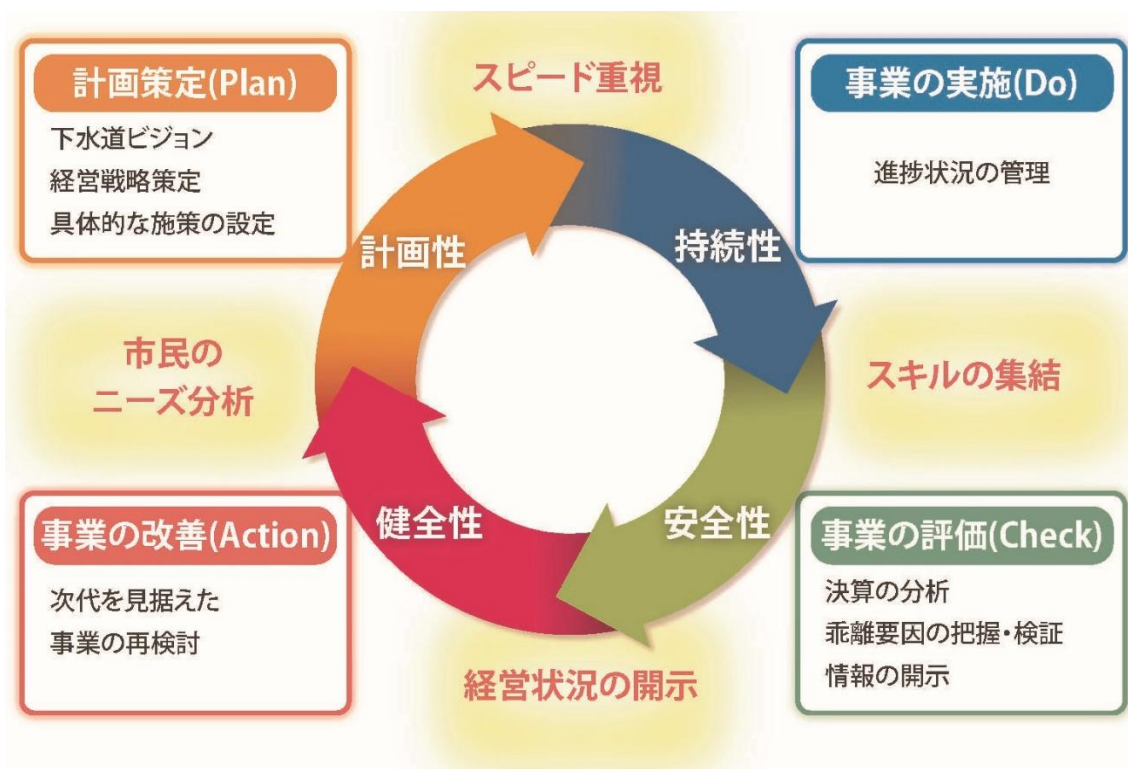 計画策定(Plan)
下水道ビジョン
経営戦略策定
具体的な施策の設定
スピード重視
事業の実施(Do)
進捗状況の管理
計画性
持続性
市民の
ニーズ分析
スキルの集結
健全性
安全性
事業の改善(Action)
次代を見据えた
事業の再検討
経営状況の開示
事業の評価(Check)
決算の分析
乖離要因の把握・検証
情報の開示